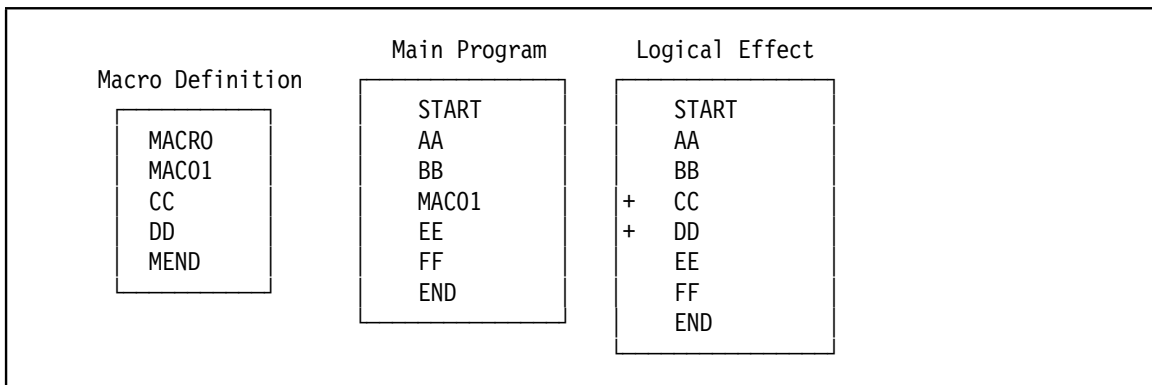 Macro Definition
MACRO
MAC01
CC
DD
MEND
Main Program
START
AA
BB
MAC01
EE
FF
END
Logical Effect
START
AA
BB
+ CC
+ DD
EE
FF
END